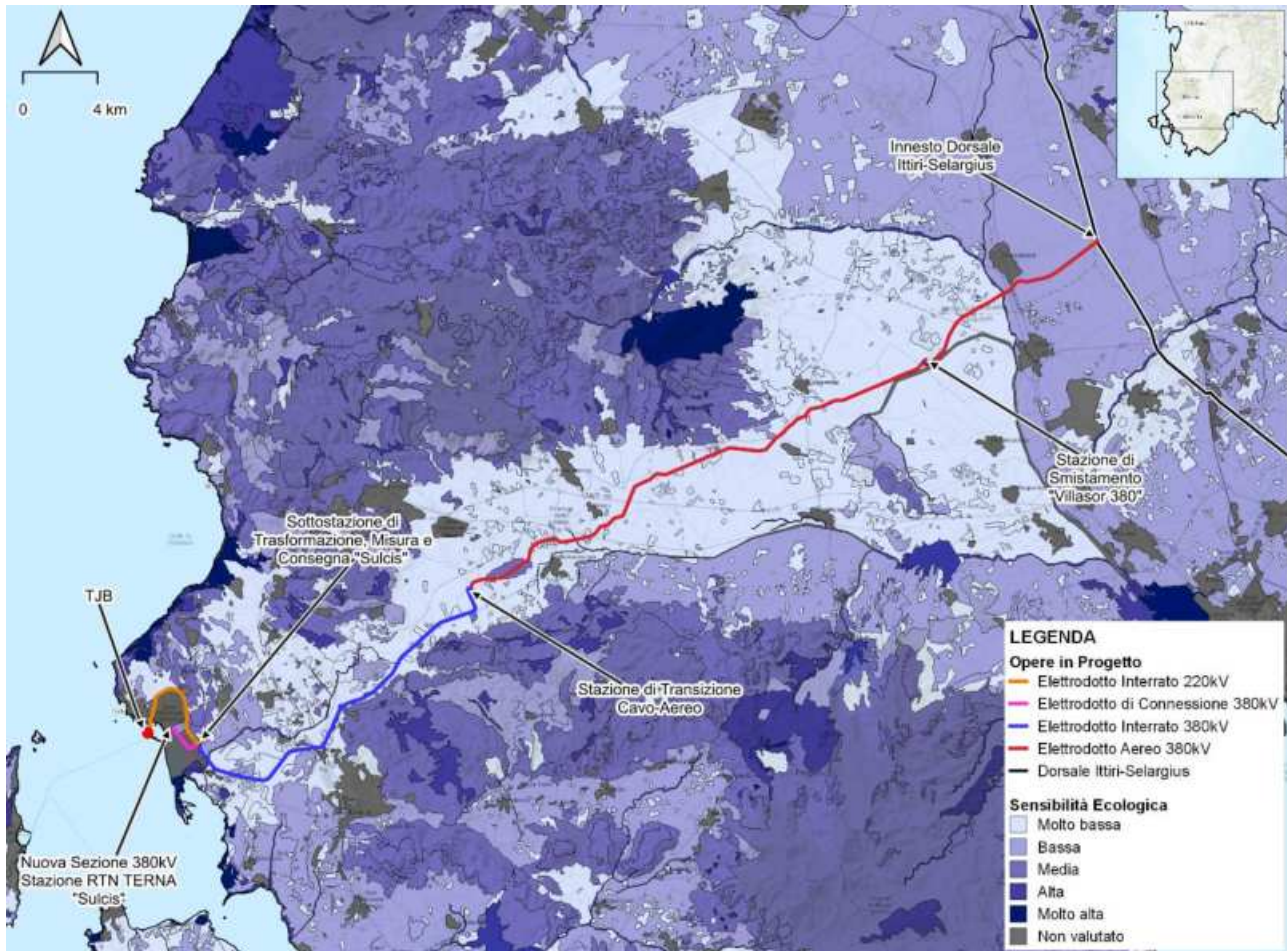 0 4 km
Innesto Dorsale
Ittiri-Selargius
Stazione di
Smistamento
"Villasor 380"
Sottostazione di
Trasformazione, Misura e
Consegna "Sulcis"
TJB
Stazione di Transizione
Cavo-Aereo
Nuova Sezione 380kV
Stazione RTN TERNA
"Sulcis"
LEGENDA
Opere in Progetto
Elettrodotto Interrato 220kV
Elettrodotto di Connessione 380kV
Elettrodotto Interrato 380kV
Elettrodotto Aereo 380kV
Dorsale Ittiri-Selargius
Sensibilità Ecologica
Molto bassa
Bassa
Media
Alta
Molto alta
Non valutato